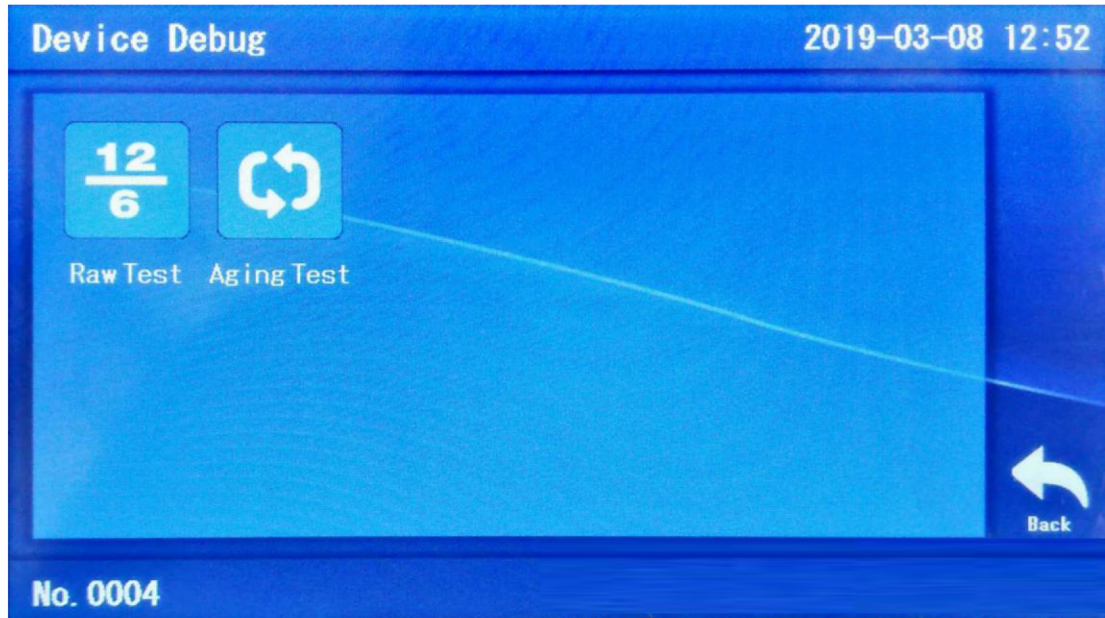 Device Debug 2019-03-08 12:52
12
6
Raw Test Aging Test
Back
No. 0004